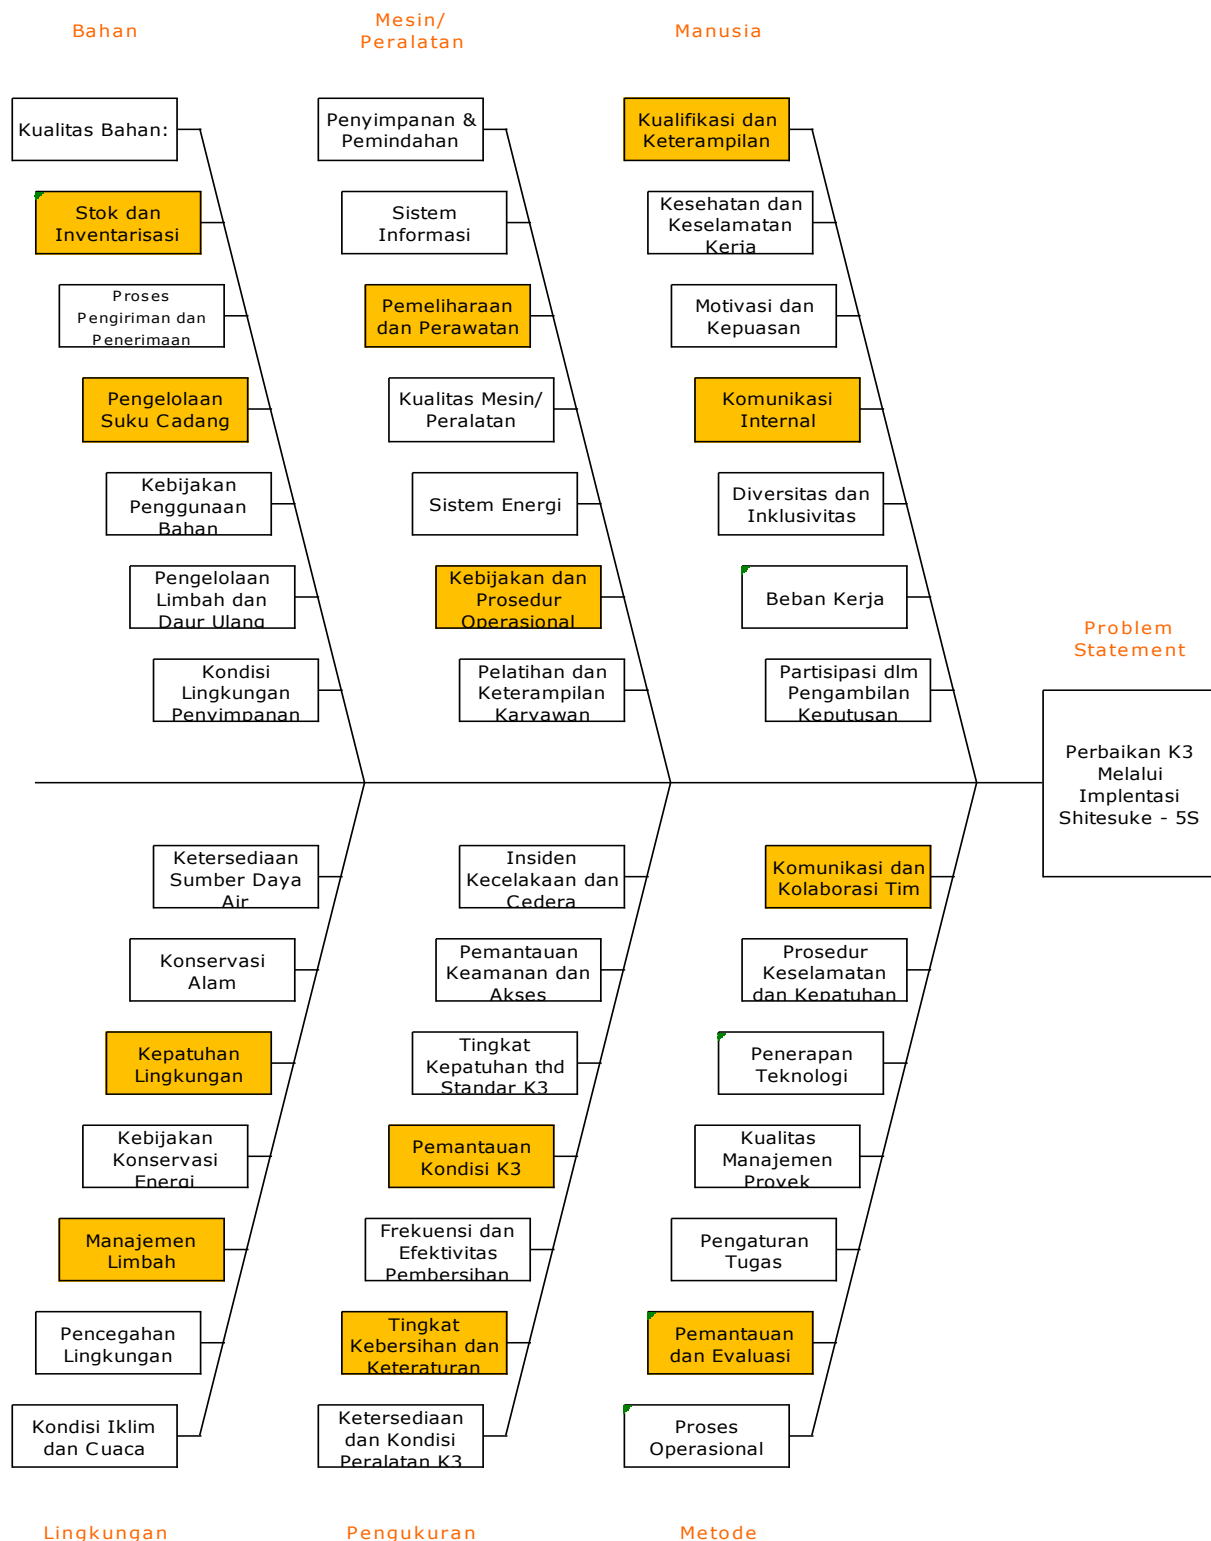 Bahan
Mesin/
Peralatan
Manusia
Kualitas Bahan:
Stok dan
Inventarisasi
Proses
Pengiriman dan
Penerimaan
Pengelolaan
Suku Cadang
Kebijakan
Penggunaan
Bahan
Pengelolaan
Limbah dan
Daur Ulang
Kondisi
Lingkungan
Penyimpanan
Penyimpanan &
Pemindahan
Sistem
Informasi
Pemeliharaan
dan Perawatan
Kualitas Mesin/
Peralatan
Sistem Energi
Kebijakan dan
Prosedur
Operasional
Pelatihan dan
Keterampilan
Karyawan
Kualifikasi dan
Keterampilan
Kesehatan dan
Keselamatan
Kerja
Motivasi dan
Kepuasan
Komunikasi
Internal
Diversitas dan
Inklusivitas
Beban Kerja
Partisipasi dlm
Pengambilan
Keputusan
Problem
Statement
Perbaikan K3
Melalui
Implentasi
Shitesuke - 5S
Ketersediaan
Sumber Daya
Air
Konservasi
Alam
Kepatuhan
Lingkungan
Kebijakan
Konservasi
Energi
Manajemen
Limbah
Pencegahan
Lingkungan
Kondisi Iklim
dan Cuaca
Insiden
Kecelakaan dan
Cedera
Pemantauan
Keamanan dan
Akses
Tingkat
Kepatuhan thd
Standar K3
Pemantauan
Kondisi K3
Frekuensi dan
Efektivitas
Pembersihan
Tingkat
Kebersihan dan
Keteraturan
Ketersediaan
dan Kondisi
Peralatan K3
Komunikasi dan
Kolaborasi Tim
Prosedur
Keselamatan
dan Kepatuhan
Penerapan
Teknologi
Kualitas
Manajemen
Proyek
Pengaturan
Tugas
Pemantauan
dan Evaluasi
Proses
Operasional
Lingkungan
Pengukuran
Metode